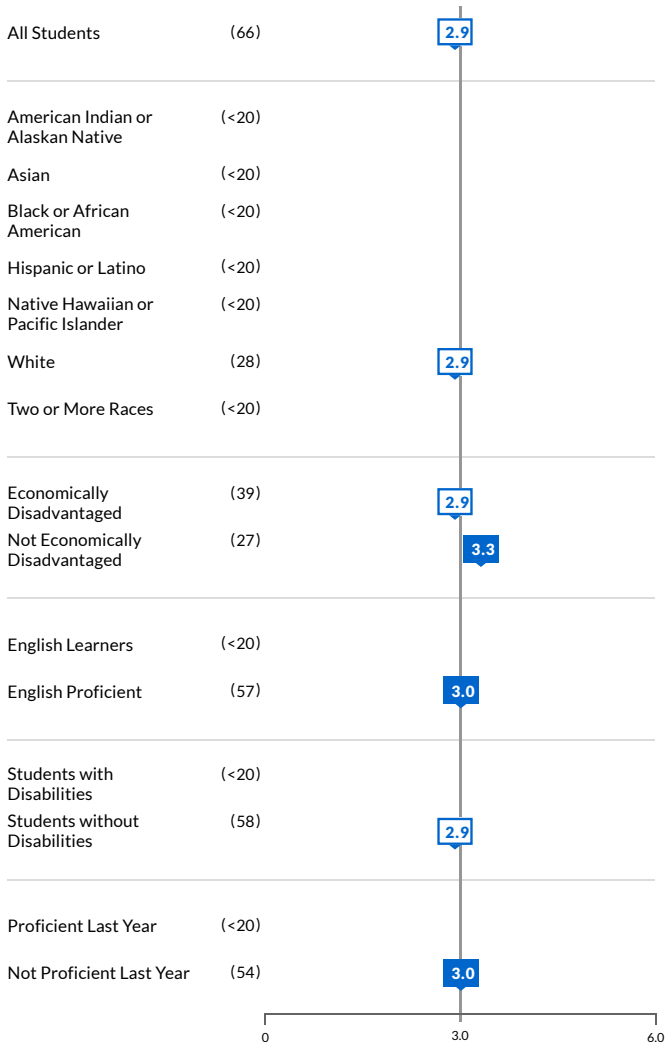 All Students (66) 2.9
American Indian or (<20)
Alaskan Native
Asian (<20)
Black or African (<20)
American
Hispanic or Latino (<20)
Native Hawaiian or (<20)
Pacific Islander
White (28) 2.9
Two or More Races (<20)
Economically (39) 2.9
Disadvantaged
Not Economically (27) 3.3
Disadvantaged
English Learners (<20)
English Proficient (57) 3.0
Students with (<20)
Disabilities
Students without (58) 2.9
Disabilities
Proficient Last Year (<20)
Not Proficient Last Year (54) 3.0
0 3.0 6.0